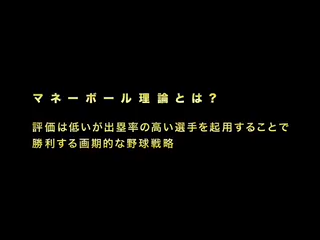 マネーボール理論とは？
評価は低いが出塁率の高い選手を起用することで
勝利する画期的な野球戦略